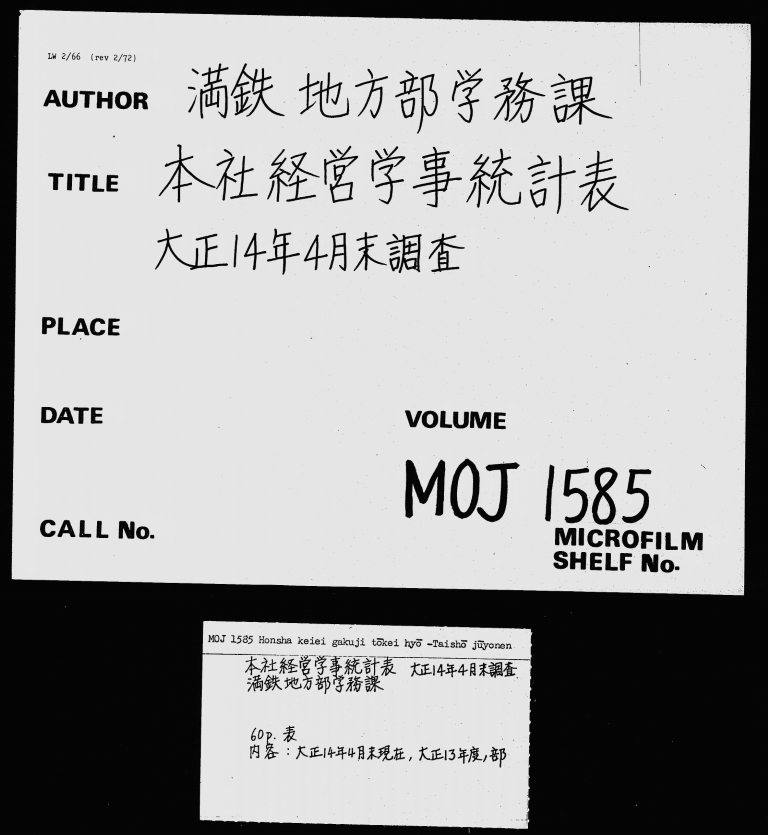 LW 2/66 (rev 2/72)
AUTHOR 満鉄 地方部学務課
TITLE 本社経営学事統計表
大正14年4月末調査
PLACE
DATE
VOLUME
MOJ 1585
CALL No.
MICROFILM
SHELF No.
MOJ 1585 Honsha keiei gakuji tōkei hyō -Taishō jūyonen
本社経営学事統計表 大正14年4月末調査
満鉄地方部学務課
60p. 表
内容：大正14年4月末現在, 大正13年度, 部